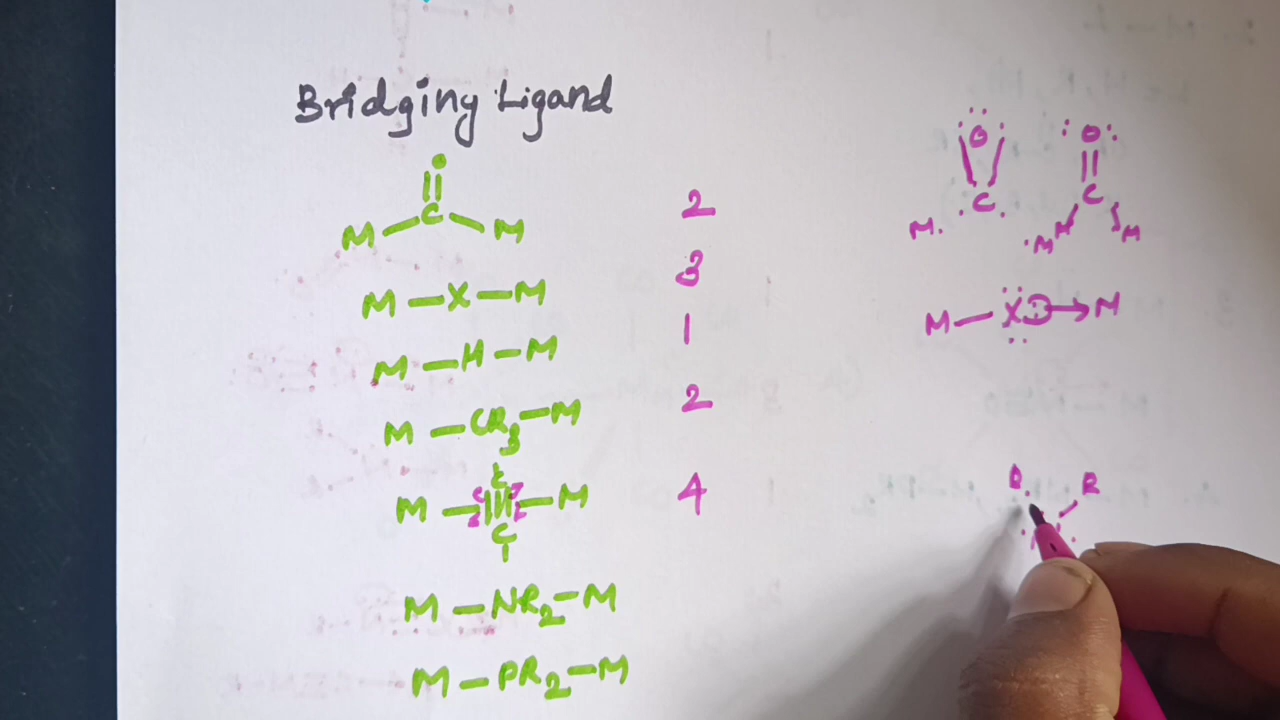 Bridging Ligand
O
||
M — C — M 2
M — X — M 3
M — H — M 1
M — CR3 — M 2
C
M — ||| — M 4
C
M — NR2 — M
M — PR2 — M
:Ö:
C
M.
:O:
||
C
.M M M
M — X: → M
R. R